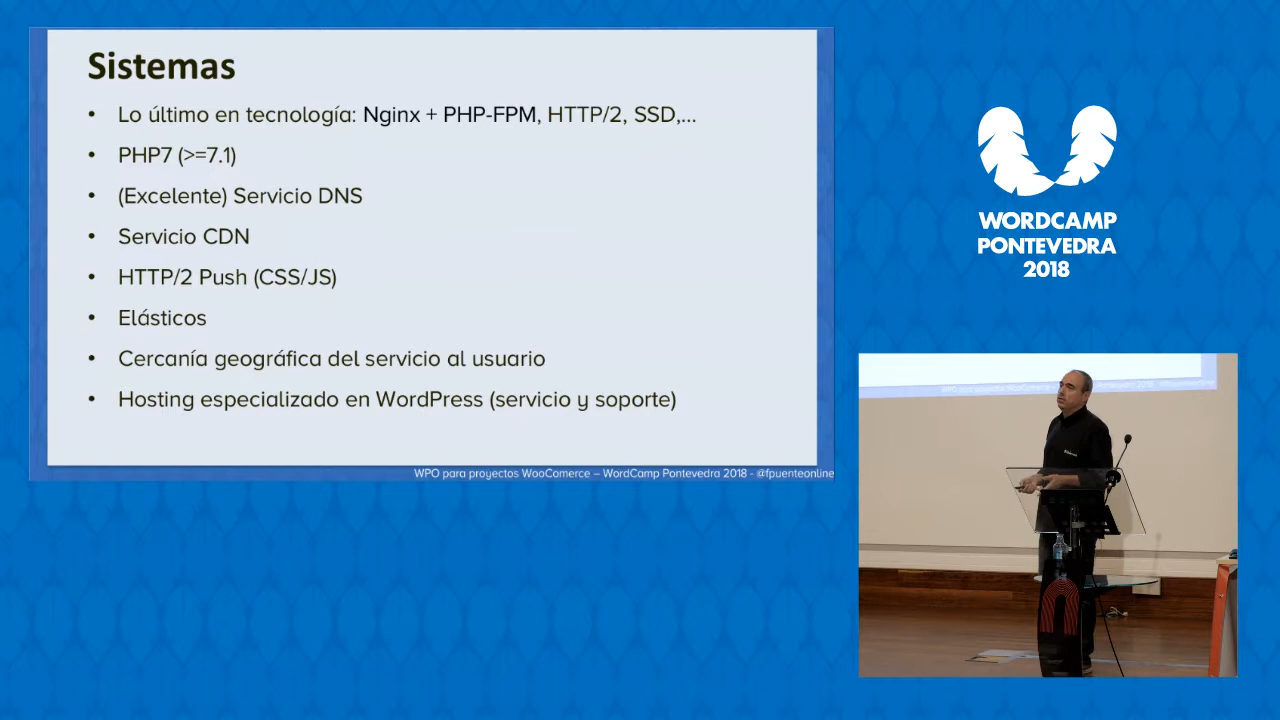 Sistemas
• Lo último en tecnología: Nginx + PHP-FPM, HTTP/2, SSD,...
• PHP7 (>=7.1)
• (Excelente) Servicio DNS
• Servicio CDN
• HTTP/2 Push (CSS/JS)
• Elásticos
• Cercanía geográfica del servicio al usuario
• Hosting especializado en WordPress (servicio y soporte)
WPO para proyectos WooComerce – WordCamp Pontevedra 2018 - @fpuenteonline
WORDCAMP
PONTEVEDRA
2018